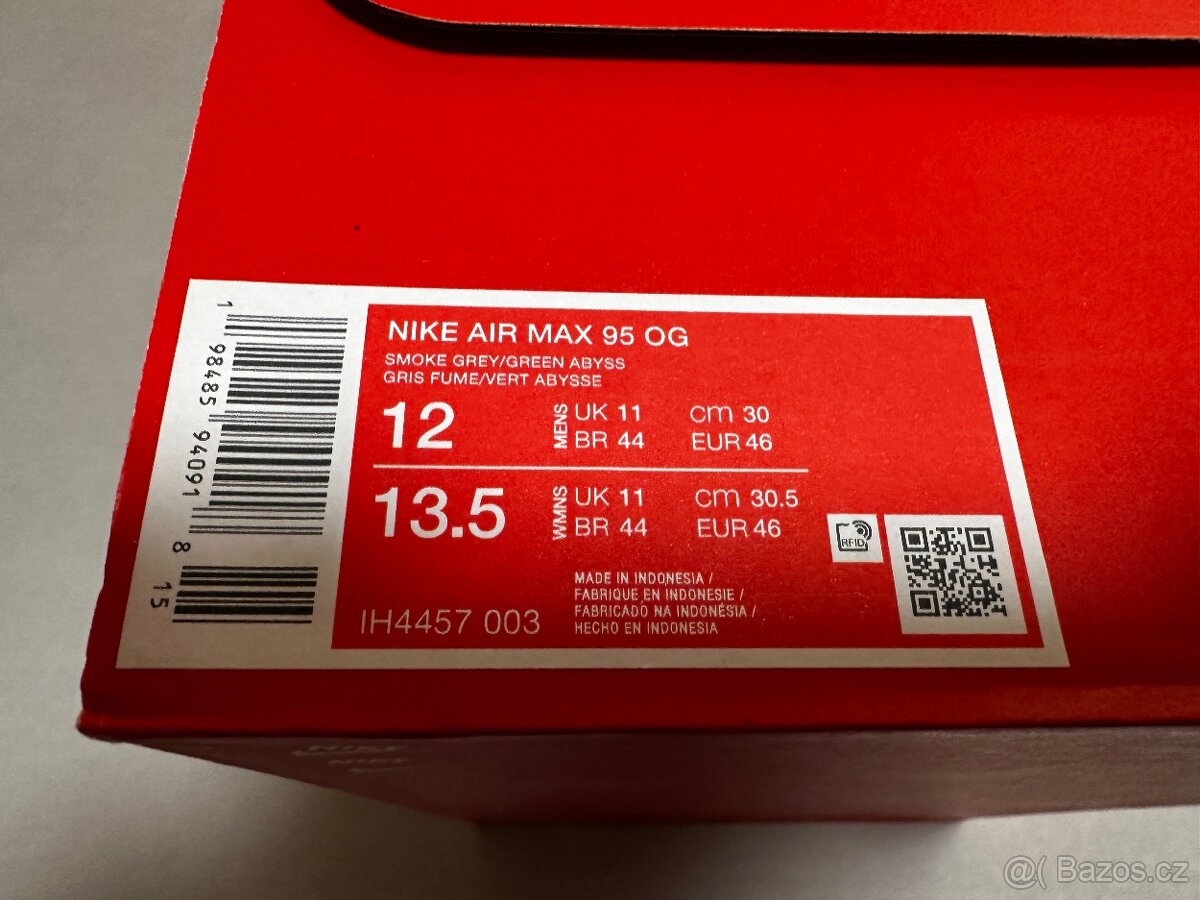 NIKE AIR MAX 95 OG
SMOKE GREY/GREEN ABYSS
GRIS FUME/VERT ABYSSE
12 MENS UK 11 cm 30
BR 44 EUR 46
13.5 WMNS UK 11 cm 30.5
BR 44 EUR 46
RFID
IH4457 003
MADE IN INDONESIA /
FABRIQUE EN INDONESIE /
FABRICADO NA INDONÉSIA /
HECHO EN INDONESIA
1 98485 94091 8 15
NIKE
NIKE
@( Bazos.cz